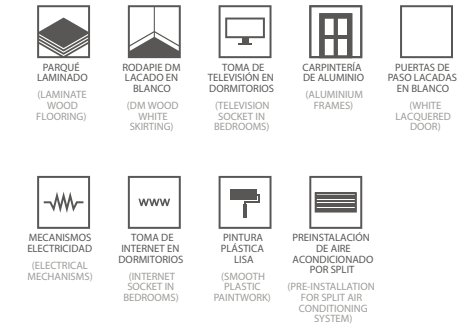 PARQUÉ
LAMINADO
(LAMINATE
WOOD
FLOORING)
RODAPIE DM
LACADO EN
BLANCO
(DM WOOD
WHITE
SKIRTING)
TOMA DE
TELEVISIÓN EN
DORMITORIOS
(TELEVISION
SOCKET IN
BEDROOMS)
CARPINTERÍA
DE ALUMINIO
(ALUMINIUM
FRAMES)
PUERTAS DE
PASO LACADAS
EN BLANCO
(WHITE
LACQUERED
DOOR)
MECANISMOS
ELECTRICIDAD
(ELECTRICAL
MECHANISMS)
www
TOMA DE
INTERNET EN
DORMITORIOS
(INTERNET
SOCKET IN
BEDROOMS)
PINTURA
PLÁSTICA
LISA
(SMOOTH
PLASTIC
PAINTWORK)
PREINSTALACIÓN
DE AIRE
ACONDICIONADO
POR SPLIT
(PRE-INSTALLATION
FOR SPLIT AIR
CONDITIONING
SYSTEM)